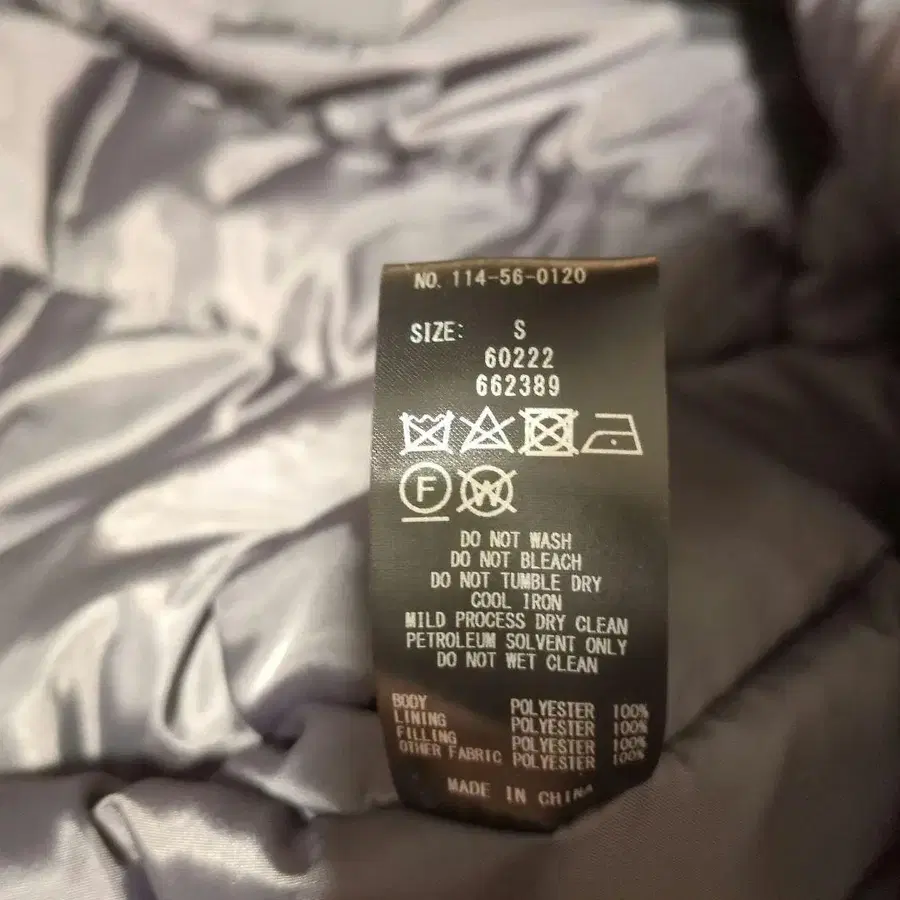 NO. 114-56-0120
SIZE: S
60222
662389
F W
DO NOT WASH
DO NOT BLEACH
DO NOT TUMBLE DRY
COOL IRON
MILD PROCESS DRY CLEAN
PETROLEUM SOLVENT ONLY
DO NOT WET CLEAN
BODY POLYESTER 100%
LINING POLYESTER 100%
FILLING POLYESTER 100%
OTHER FABRIC POLYESTER 100%
MADE IN CHINA